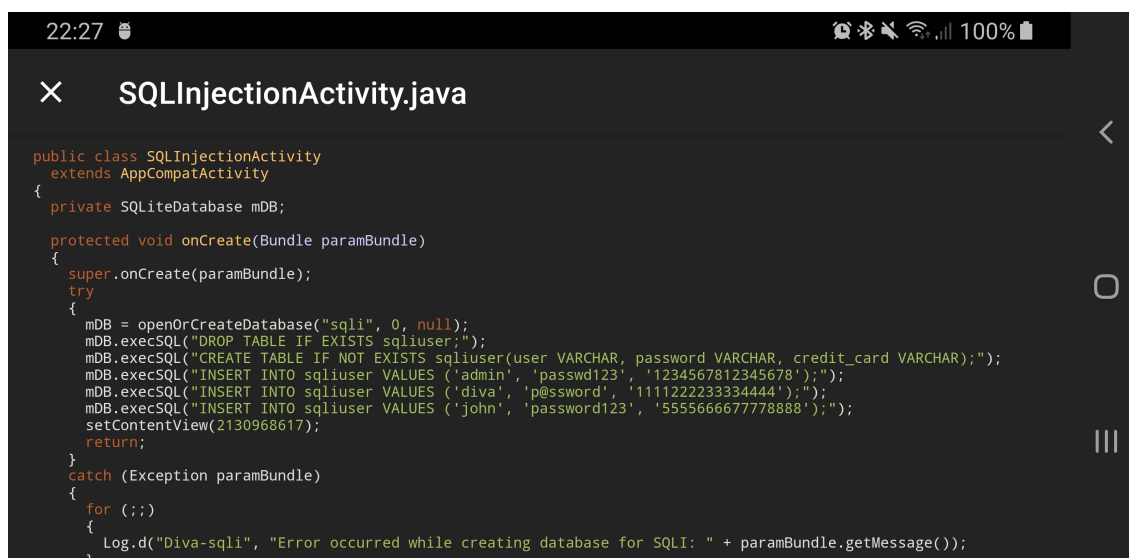 22:27 100%
SQLInjectionActivity.java
public class SQLInjectionActivity
  extends AppCompatActivity
{
  private SQLiteDatabase mDB;

  protected void onCreate(Bundle paramBundle)
  {
    super.onCreate(paramBundle);
    try
    {
      mDB = openOrCreateDatabase("sqli", 0, null);
      mDB.execSQL("DROP TABLE IF EXISTS sqliuser;");
      mDB.execSQL("CREATE TABLE IF NOT EXISTS sqliuser(user VARCHAR, password VARCHAR, credit_card VARCHAR);");
      mDB.execSQL("INSERT INTO sqliuser VALUES ('admin', 'passwd123', '1234567812345678');");
      mDB.execSQL("INSERT INTO sqliuser VALUES ('diva', 'p@ssword', '1111222233334444');");
      mDB.execSQL("INSERT INTO sqliuser VALUES ('john', 'password123', '5555666677778888');");
      setContentView(2130968617);
      return;
    }
    catch (Exception paramBundle)
    {
      for (;;)
      {
        Log.d("Diva-sqli", "Error occurred while creating database for SQLI: " + paramBundle.getMessage());
      }